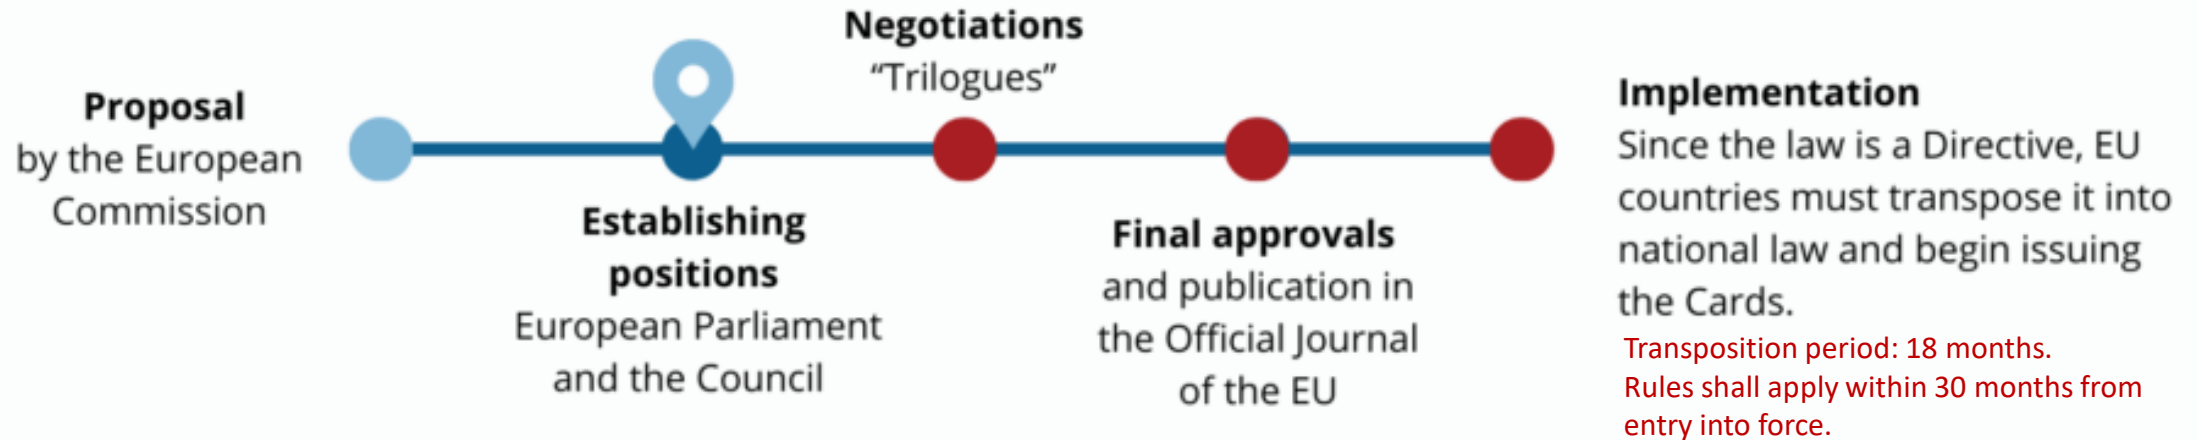 Proposal
by the European
Commission
Establishing
positions
European Parliament
and the Council
Negotiations
“Trilogues”
Final approvals
and publication in
the Official Journal
of the EU
Implementation
Since the law is a Directive, EU
countries must transpose it into
national law and begin issuing
the Cards.
Transposition period: 18 months.
Rules shall apply within 30 months from
entry into force.